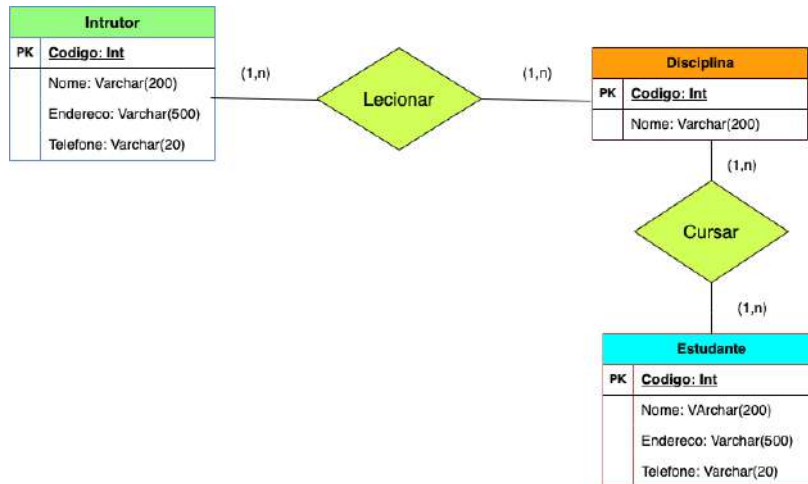 Intrutor
PK Codigo: Int
Nome: Varchar(200)
Endereco: Varchar(500)
Telefone: Varchar(20)
(1,n)
Lecionar
(1,n)
Disciplina
PK Codigo: Int
Nome: Varchar(200)
(1,n)
Cursar
(1,n)
Estudante
PK Codigo: Int
Nome: VArchar(200)
Endereco: Varchar(500)
Telefone: Varchar(20)